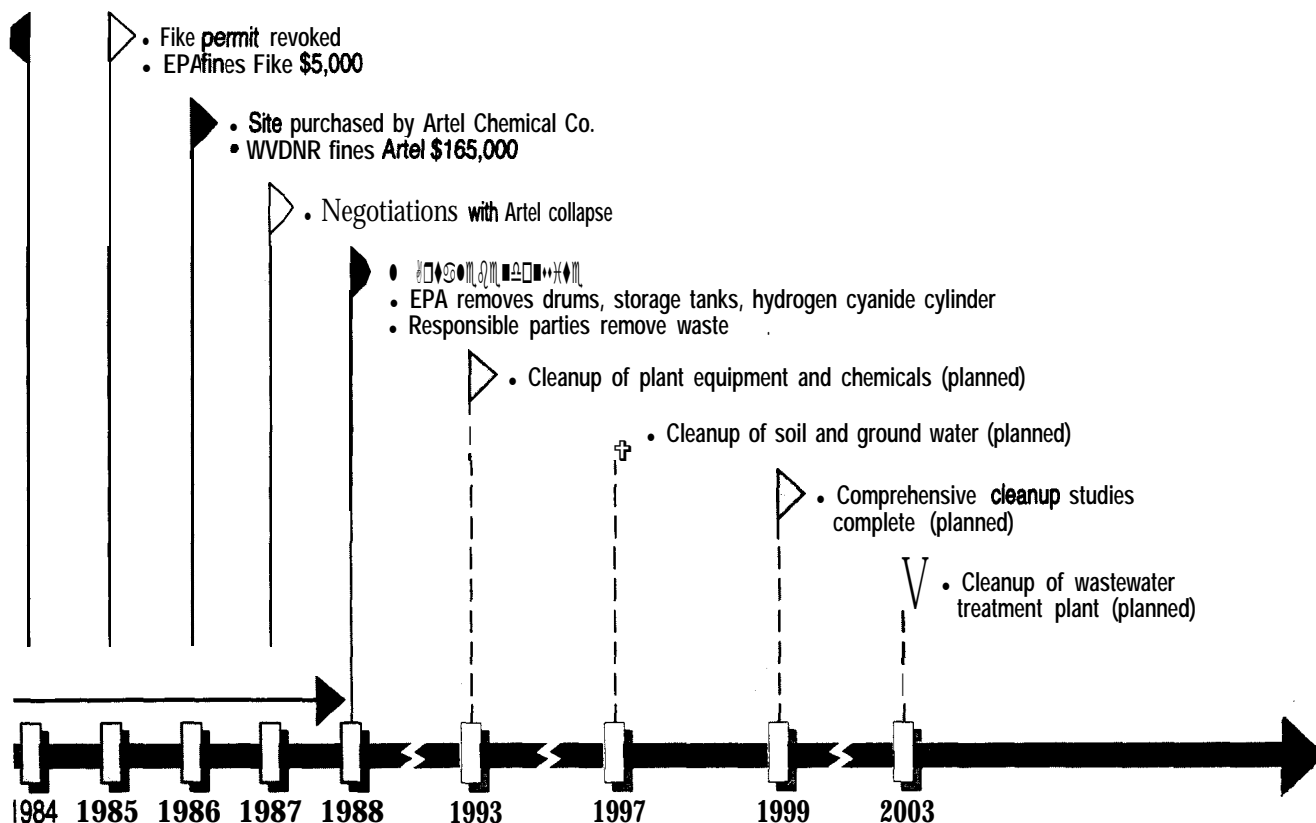 • Fike permit revoked
• EPA fines Fike $5,000
• Site purchased by Artel Chemical Co.
• WVDNR fines Artel $165,000
• Negotiations with Artel collapse
• EPA removes drums, storage tanks, hydrogen cyanide cylinder
• Responsible parties remove waste
• Cleanup of plant equipment and chemicals (planned)
• Cleanup of soil and ground water (planned)
• Comprehensive cleanup studies
complete (planned)
V
• Cleanup of wastewater
treatment plant (planned)
1984 1985 1986 1987 1988 1993 1997 1999 2003